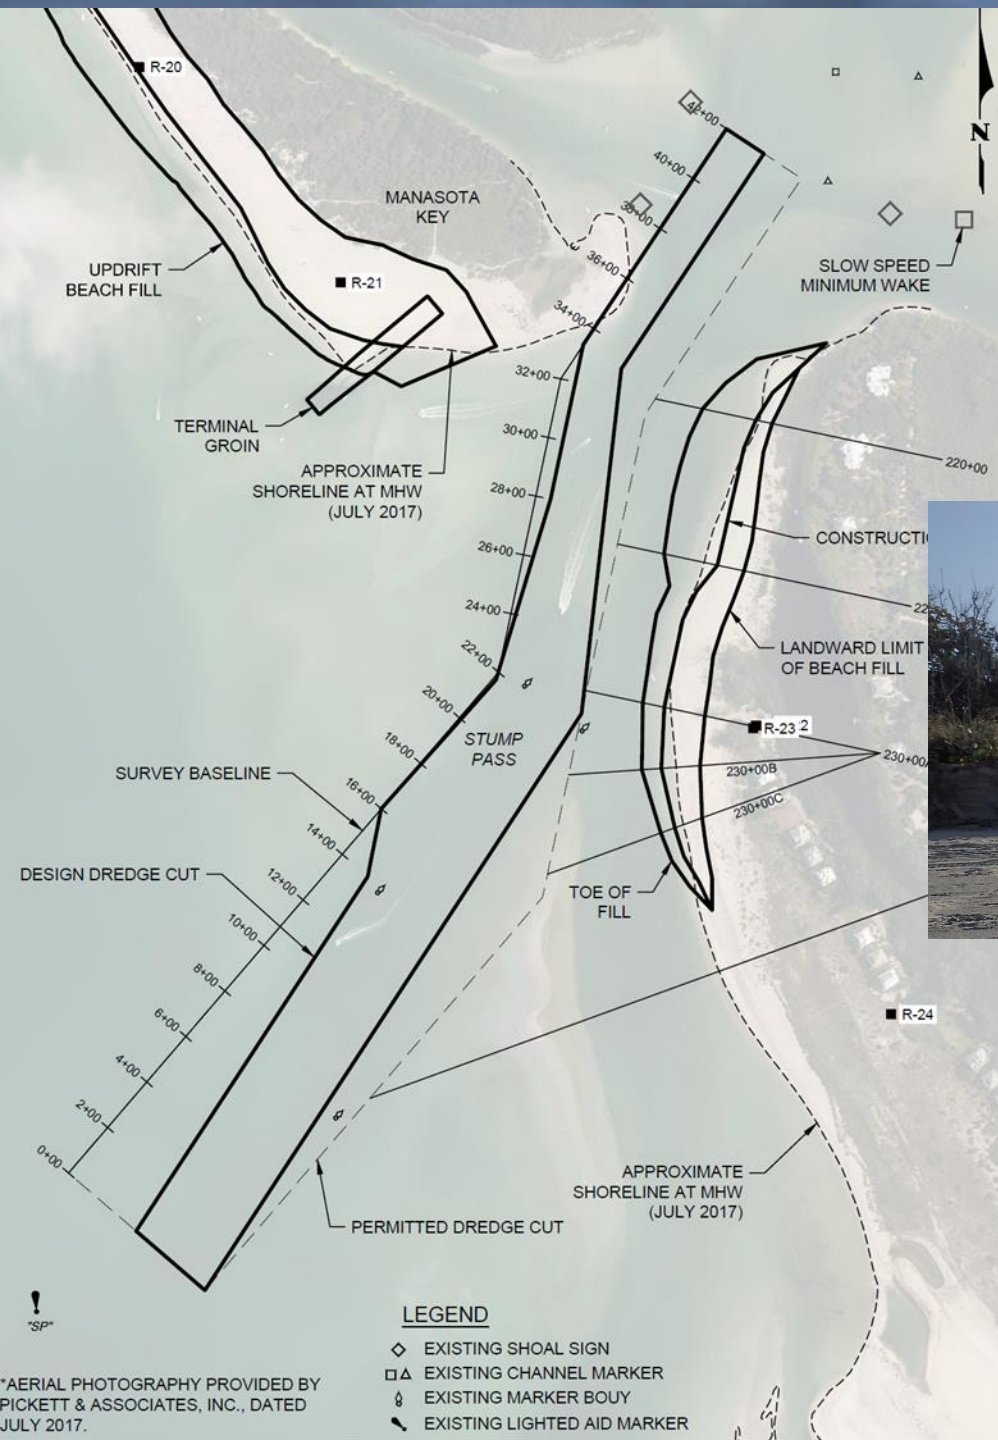 R-20
N
42+00
40+00
38+00
36+00
34+00
32+00
30+00
28+00
26+00
24+00
22+00
20+00
18+00
16+00
14+00
12+00
10+00
8+00
6+00
4+00
2+00
0+00
MANASOTA
KEY
UPDRIFT
BEACH FILL
R-21
SLOW SPEED
MINIMUM WAKE
TERMINAL
GROIN
APPROXIMATE
SHORELINE AT MHW
(JULY 2017)
220+00
CONSTRUCTI
22
LANDWARD LIMIT
OF BEACH FILL
STUMP
PASS
R-23 2
230+00A
230+00B
230+00C
SURVEY BASELINE
DESIGN DREDGE CUT
TOE OF
FILL
R-24
APPROXIMATE
SHORELINE AT MHW
(JULY 2017)
PERMITTED DREDGE CUT
"SP"
LEGEND
EXISTING SHOAL SIGN
EXISTING CHANNEL MARKER
EXISTING MARKER BOUY
EXISTING LIGHTED AID MARKER
*AERIAL PHOTOGRAPHY PROVIDED BY
PICKETT & ASSOCIATES, INC., DATED
JULY 2017.